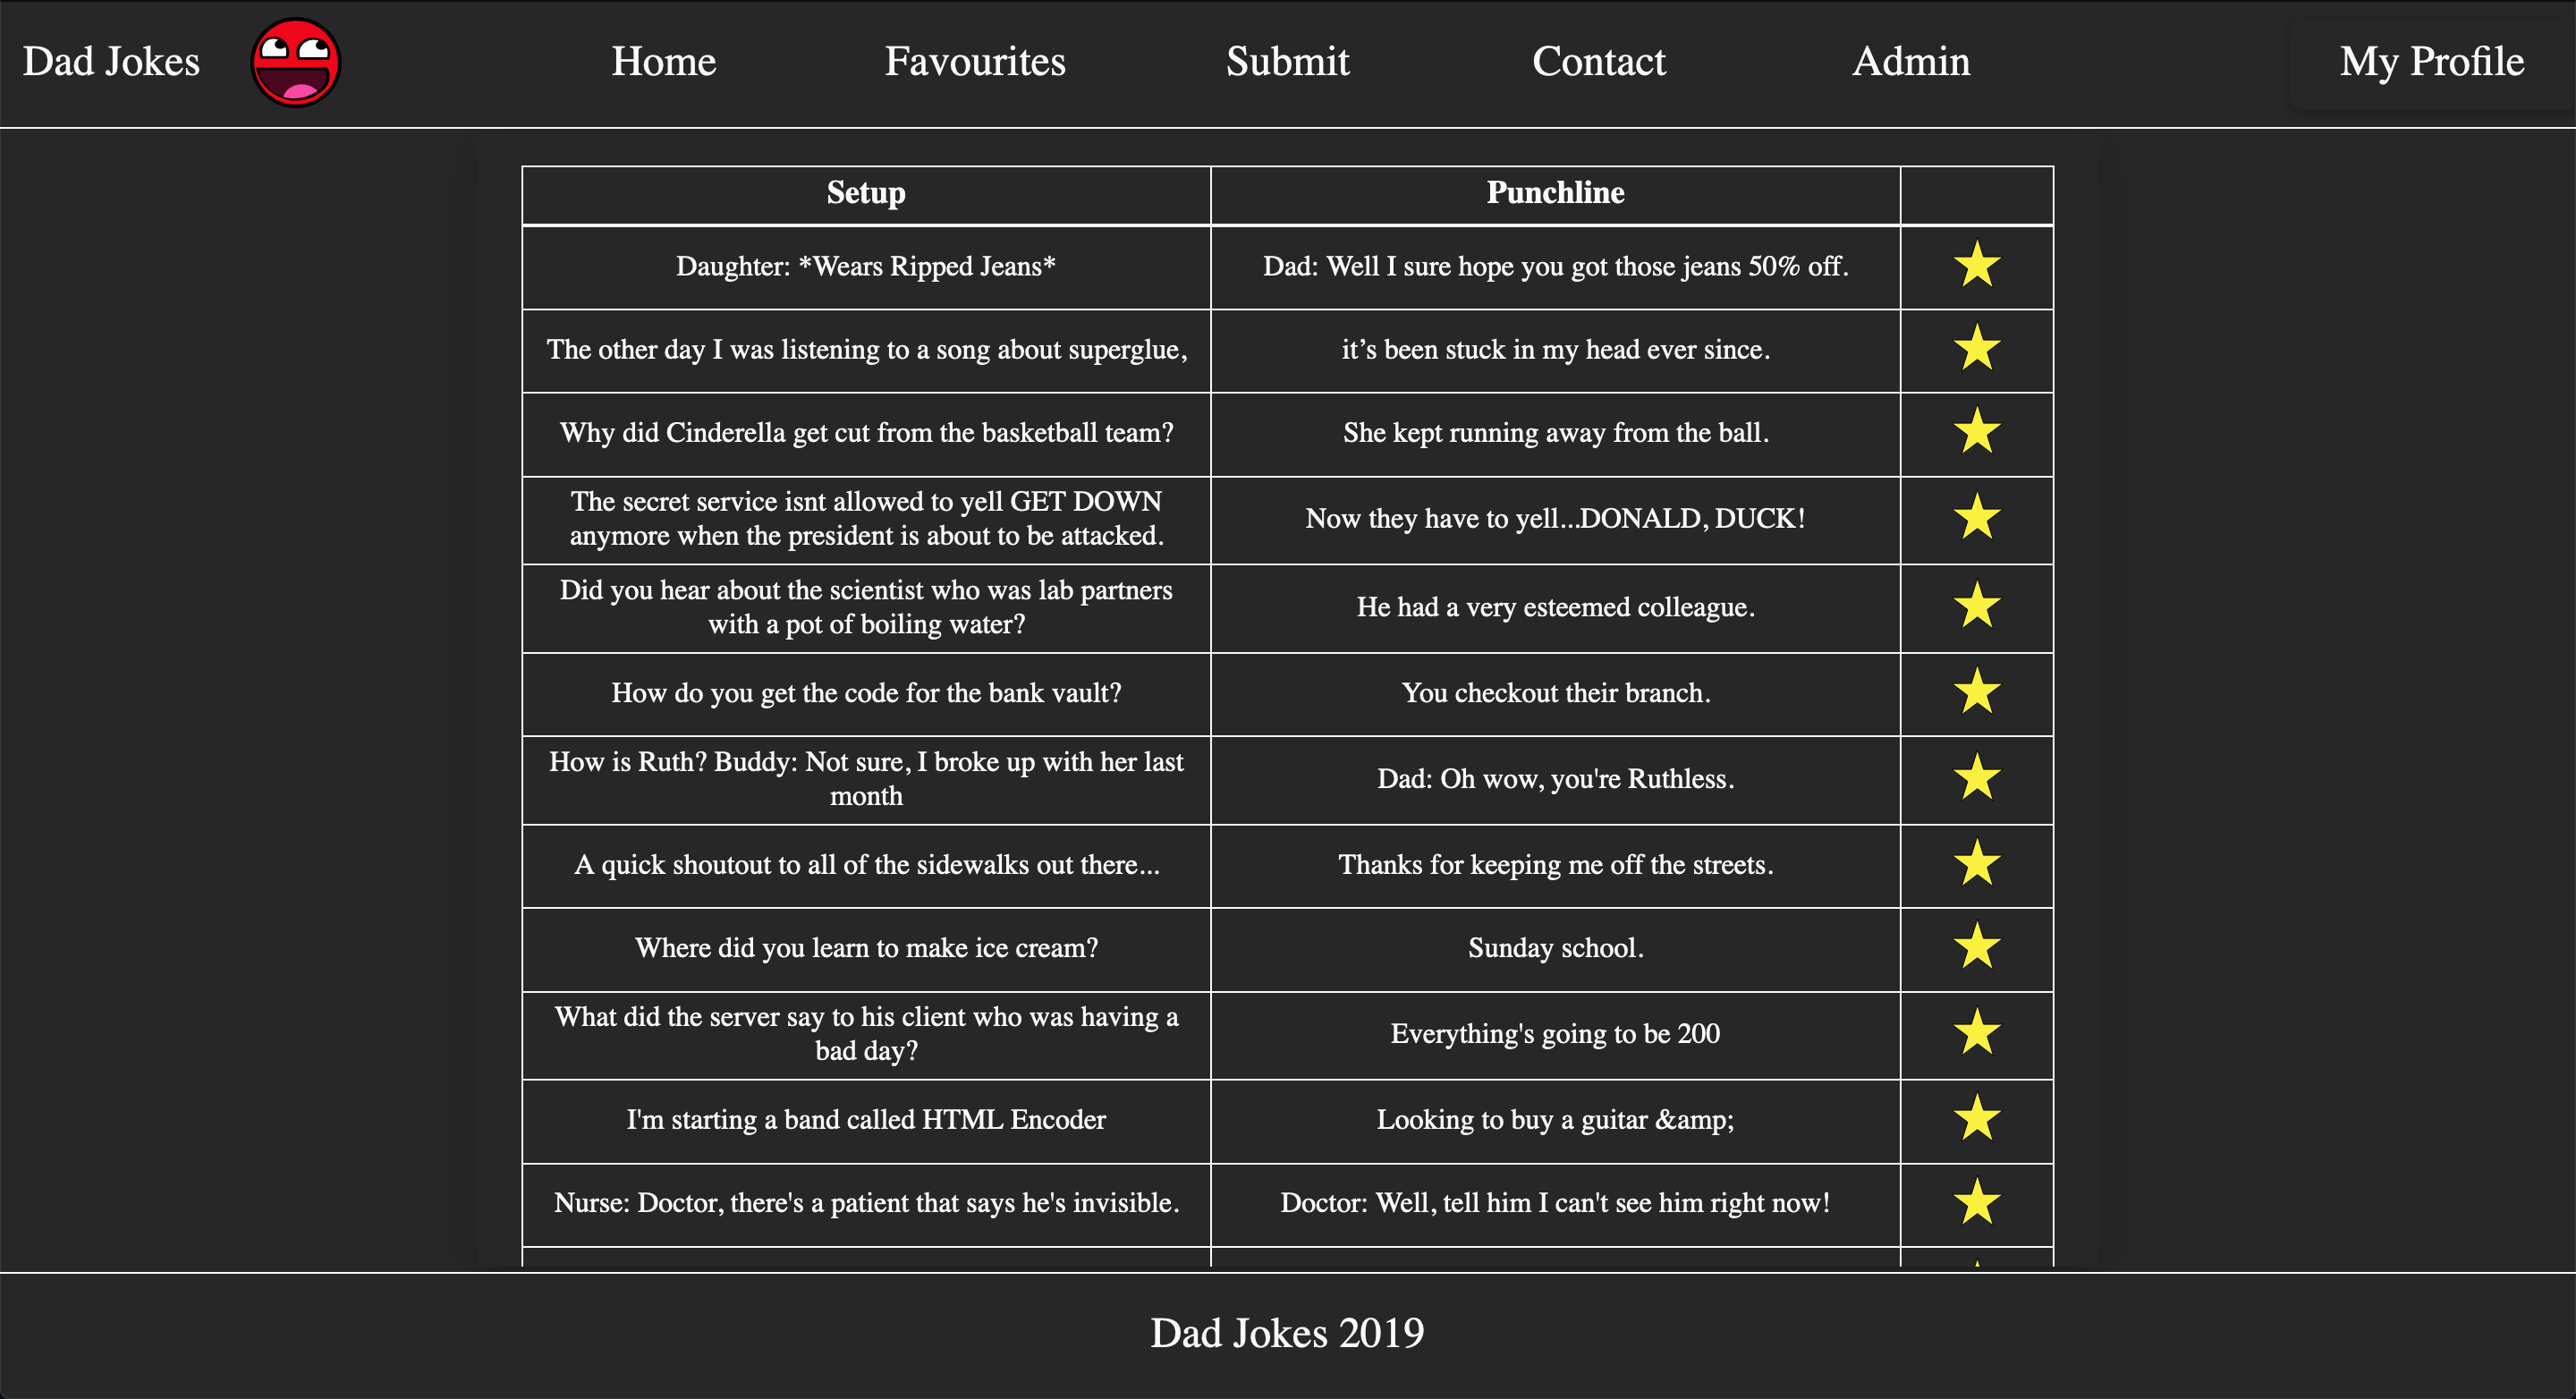 Dad Jokes
Home
Favourites
Submit
Contact
Admin
My Profile
Setup
Punchline
Daughter: *Wears Ripped Jeans*
Dad: Well I sure hope you got those jeans 50% off.
The other day I was listening to a song about superglue,
it’s been stuck in my head ever since.
Why did Cinderella get cut from the basketball team?
She kept running away from the ball.
The secret service isnt allowed to yell GET DOWN
anymore when the president is about to be attacked.
Now they have to yell...DONALD, DUCK!
Did you hear about the scientist who was lab partners
with a pot of boiling water?
He had a very esteemed colleague.
How do you get the code for the bank vault?
You checkout their branch.
How is Ruth? Buddy: Not sure, I broke up with her last
month
Dad: Oh wow, you're Ruthless.
A quick shoutout to all of the sidewalks out there...
Thanks for keeping me off the streets.
Where did you learn to make ice cream?
Sunday school.
What did the server say to his client who was having a
bad day?
Everything's going to be 200
I'm starting a band called HTML Encoder
Looking to buy a guitar &amp;
Nurse: Doctor, there's a patient that says he's invisible.
Doctor: Well, tell him I can't see him right now!
Dad Jokes 2019